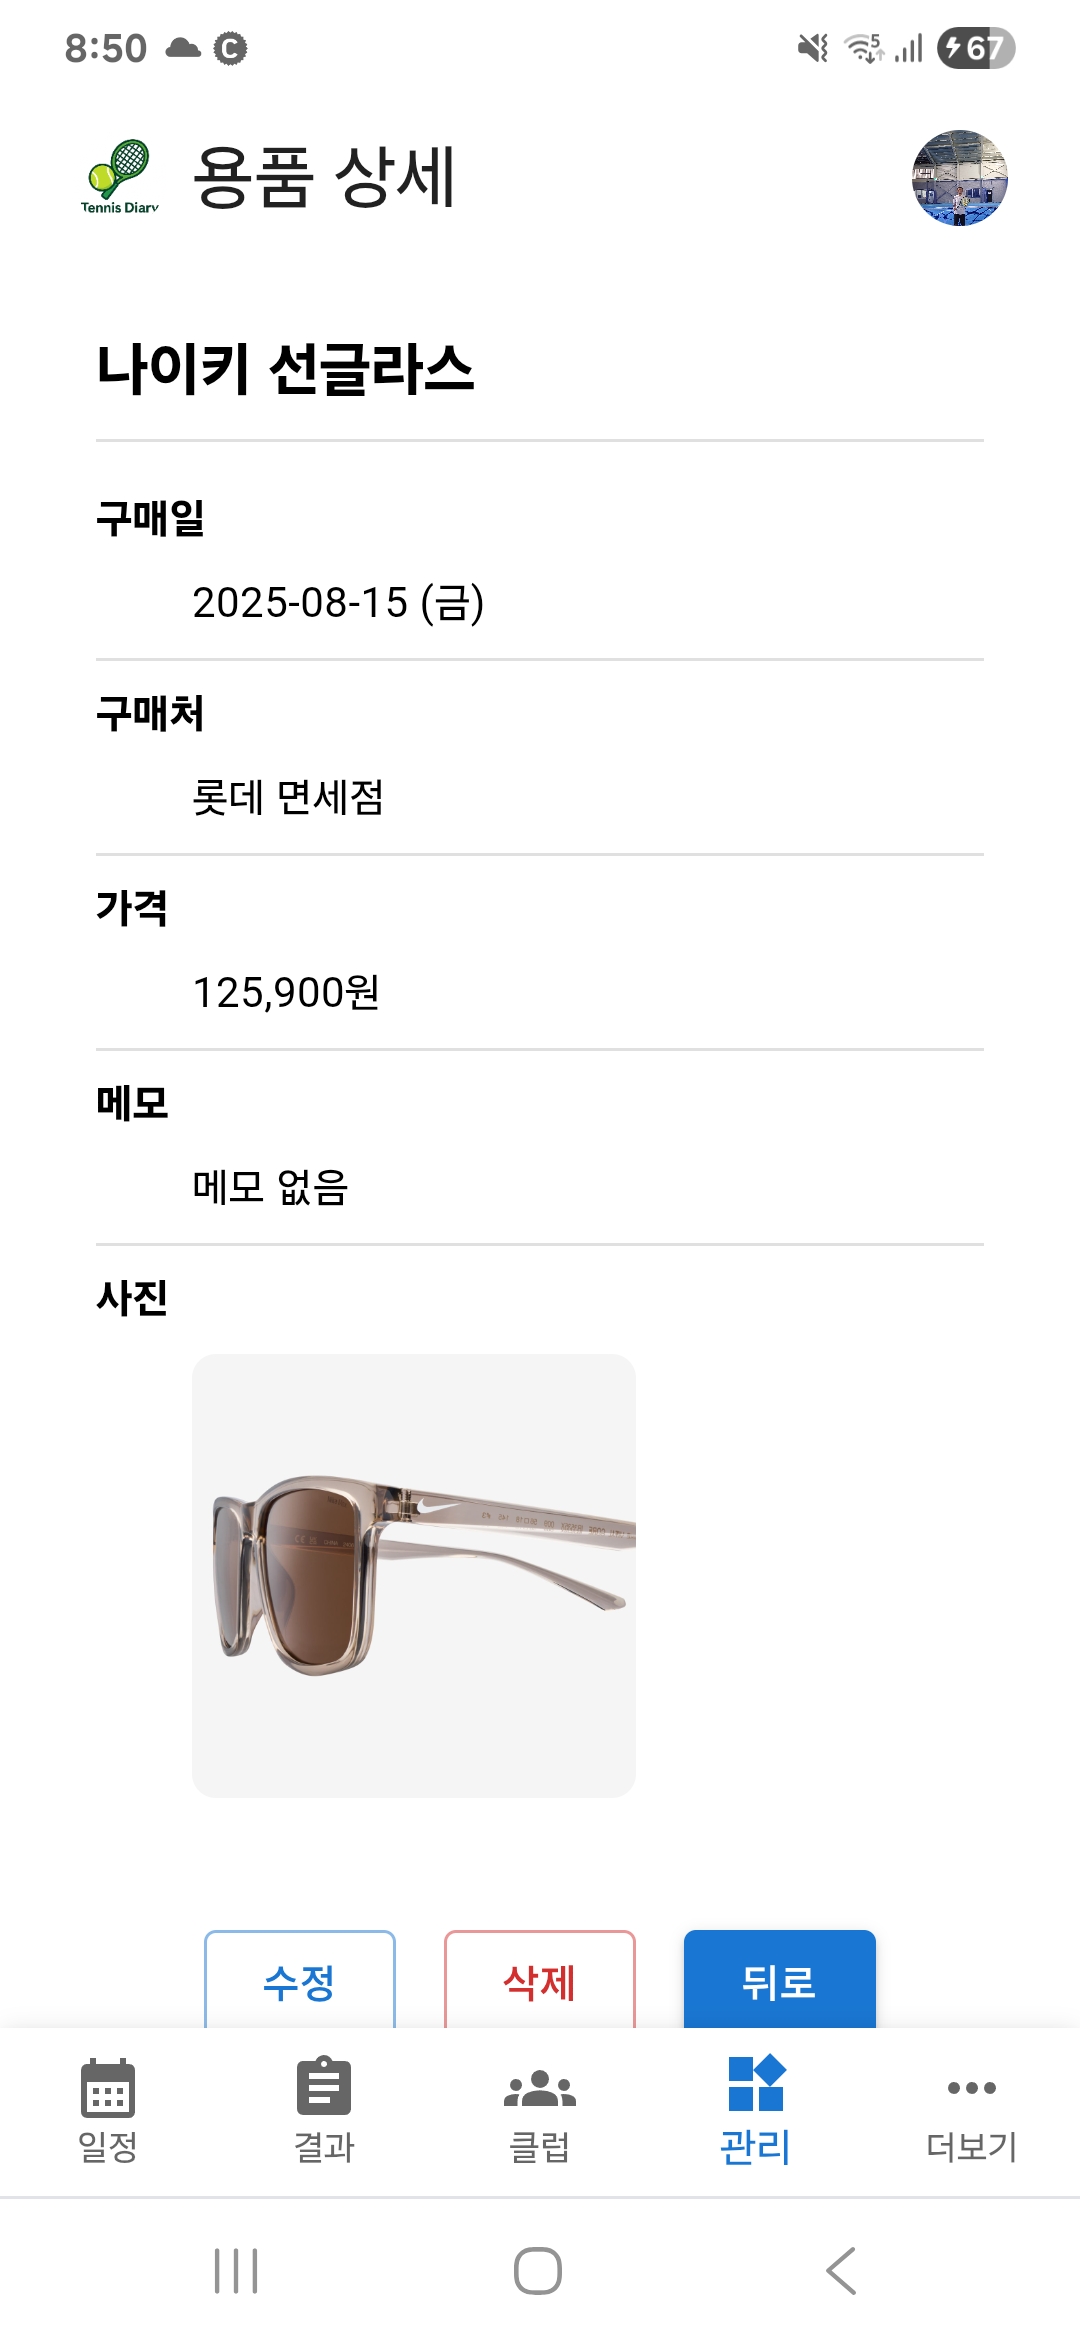 8:50
67
Tennis Diary
용품 상세
나이키 선글라스
구매일
2025-08-15 (금)
구매처
롯데 면세점
가격
125,900원
메모
메모 없음
사진
수정
삭제
뒤로
일정
결과
클럽
관리
더보기